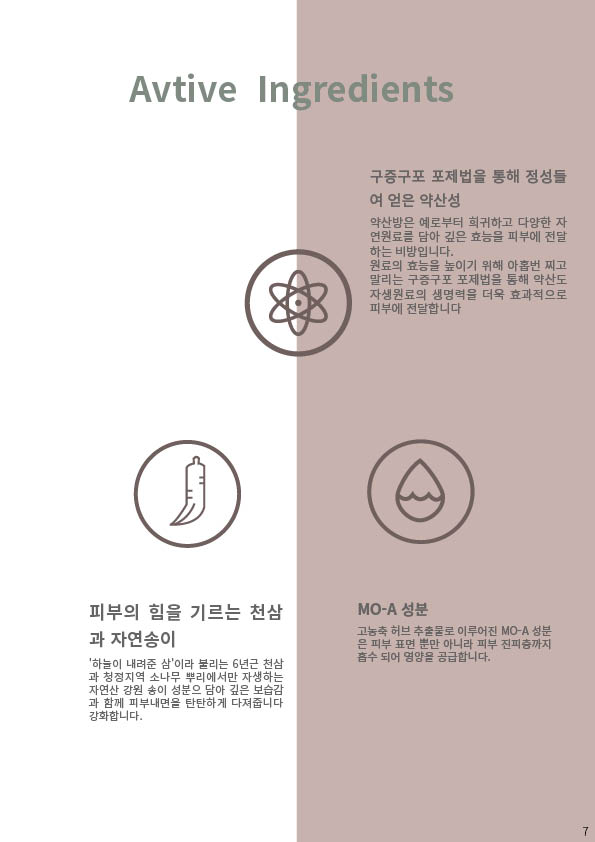 Avtive Ingredients
구증구포 포제법을 통해 정성들
여 얻은 약산성
약산방은 예로부터 희귀하고 다양한 자
연원료를 담아 깊은 효능을 피부에 전달
하는 비방입니다.
원료의 효능을 높이기 위해 아홉번 찌고
말리는 구증구포 포제법을 통해 약산도
자생원료의 생명력을 더욱 효과적으로
피부에 전달합니다
피부의 힘을 기르는 천삼
과 자연송이
'하늘이 내려준 삼'이라 불리는 6년근 천삼
과 청정지역 소나무 뿌리에서만 자생하는
자연산 강원 송이 성분으 담아 깊은 보습감
과 함께 피부내면을 탄탄하게 다져줍니다
강화합니다.
MO-A 성분
고농축 허브 추출물로 이루어진 MO-A 성분
은 피부 표면 뿐만 아니라 피부 진피층까지
흡수 되어 영양을 공급합니다.
7